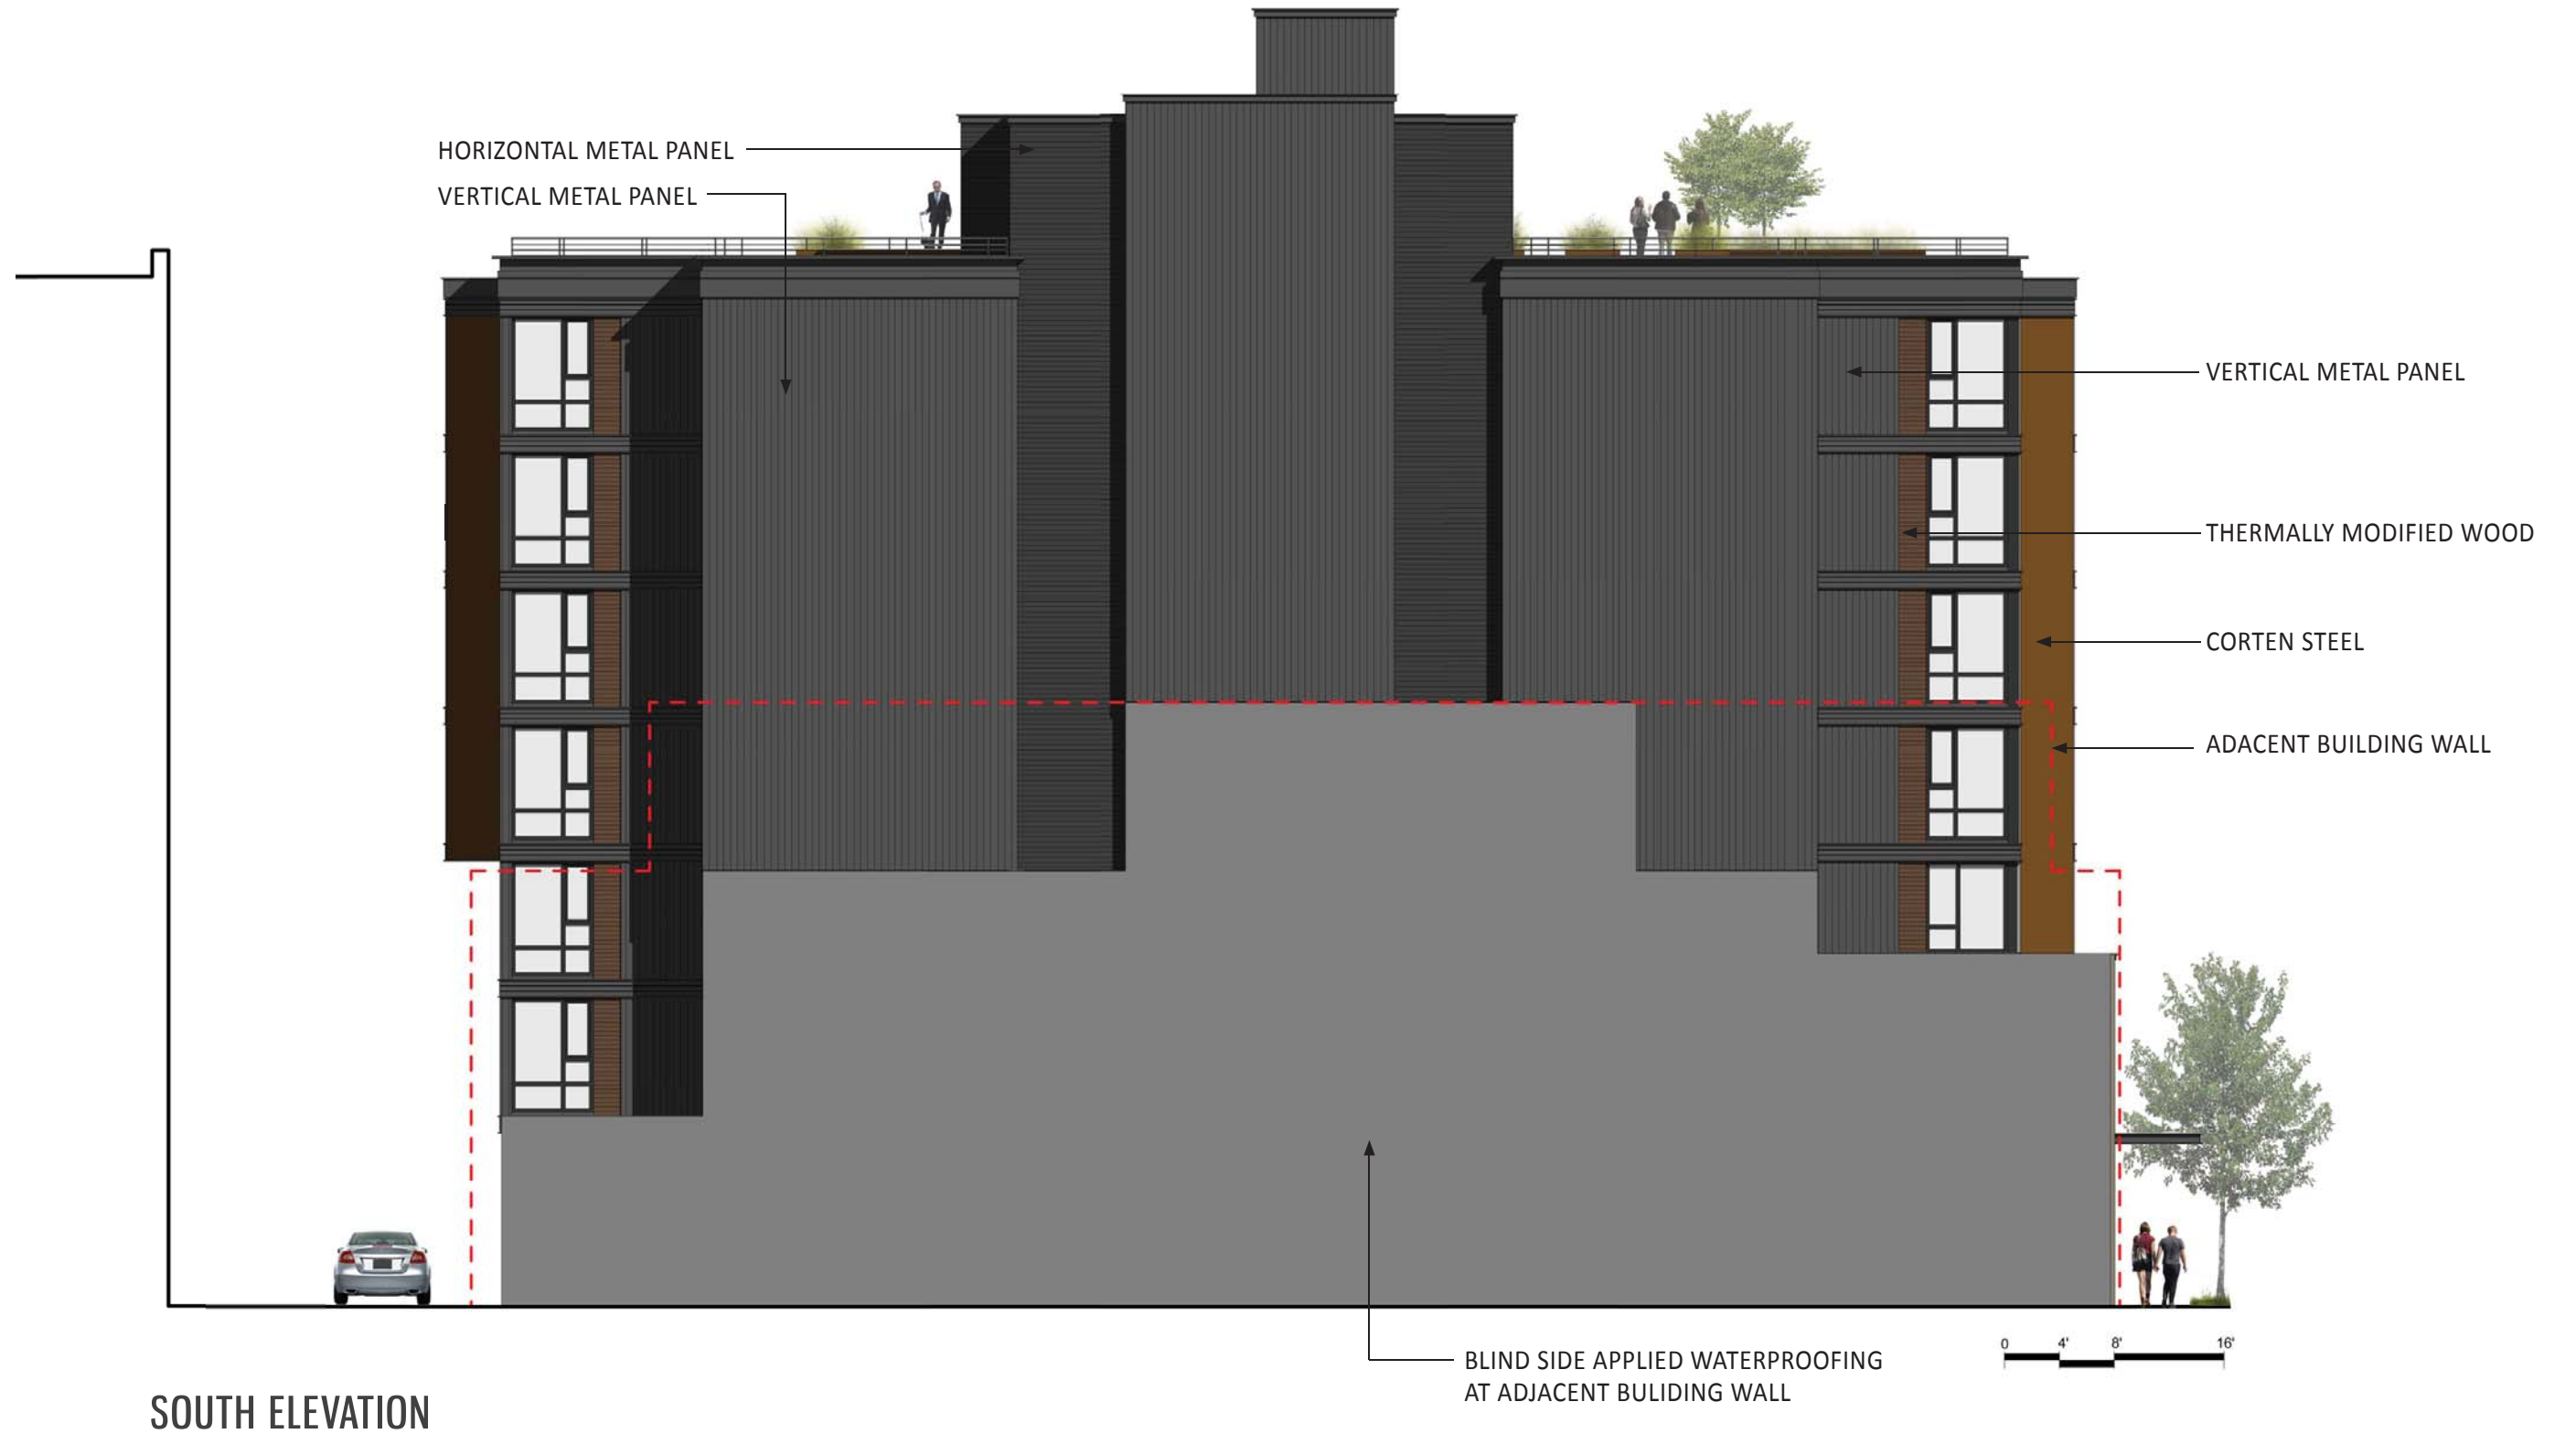 HORIZONTAL METAL PANEL
VERTICAL METAL PANEL
VERTICAL METAL PANEL
THERMALLY MODIFIED WOOD
CORTEN STEEL
ADACENT BUILDING WALL
0 4' 8' 16'
BLIND SIDE APPLIED WATERPROOFING
AT ADJACENT BULIDING WALL
SOUTH ELEVATION